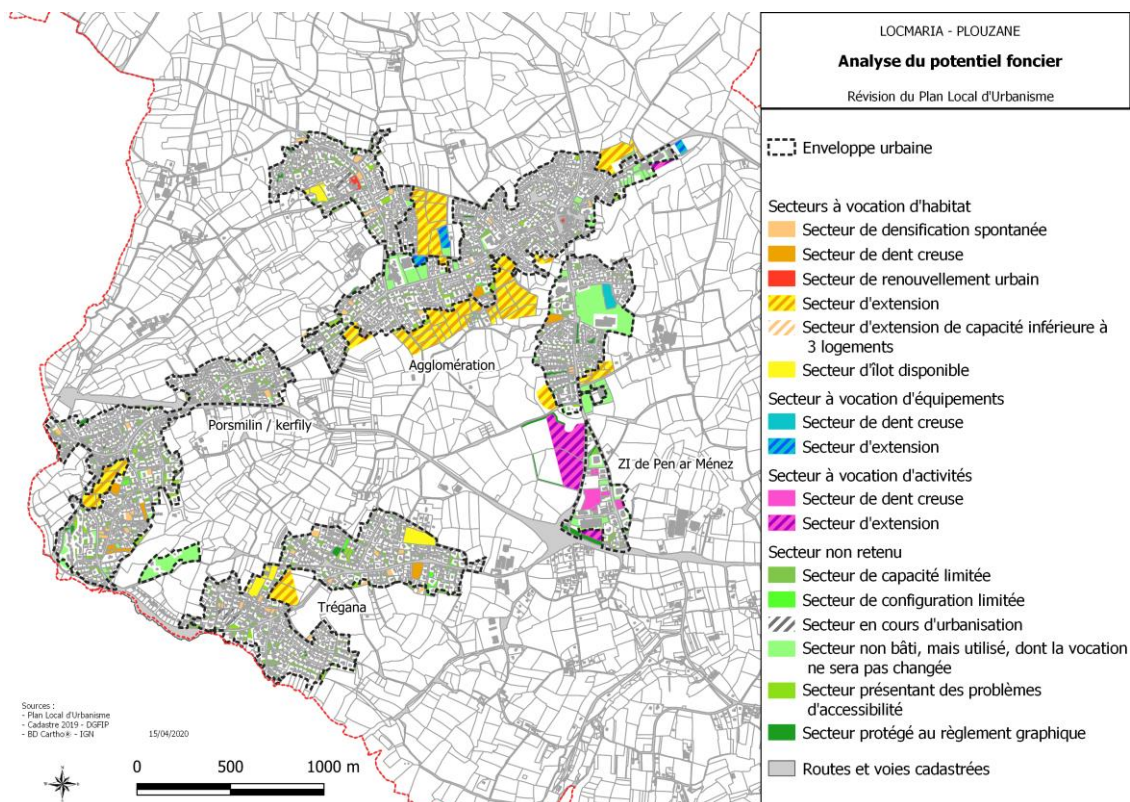 LOCMARIA - PLOUZANE
Analyse du potentiel foncier
Révision du Plan Local d'Urbanisme
Enveloppe urbaine
Secteurs à vocation d'habitat
Secteur de densification spontanée
Secteur de dent creuse
Secteur de renouvellement urbain
Secteur d'extension
Secteur d'extension de capacité inférieure à
3 logements
Secteur d'îlot disponible
Secteur à vocation d'équipements
Secteur de dent creuse
Secteur d'extension
Secteur à vocation d'activités
Secteur de dent creuse
Secteur d'extension
Secteur non retenu
Secteur de capacité limitée
Secteur de configuration limitée
Secteur en cours d'urbanisation
Secteur non bâti, mais utilisé, dont la vocation
ne sera pas changée
Secteur présentant des problèmes
d'accessibilité
Secteur protégé au règlement graphique
Routes et voies cadastrées
Agglomération
Porsmilin / kerfily
ZI de Pen ar Ménez
Trégana
Sources :
- Plan Local d'Urbanisme
- Cadastre 2019 - DGFIP
- BD Carto® - IGN
15/04/2020
0 500 1000 m